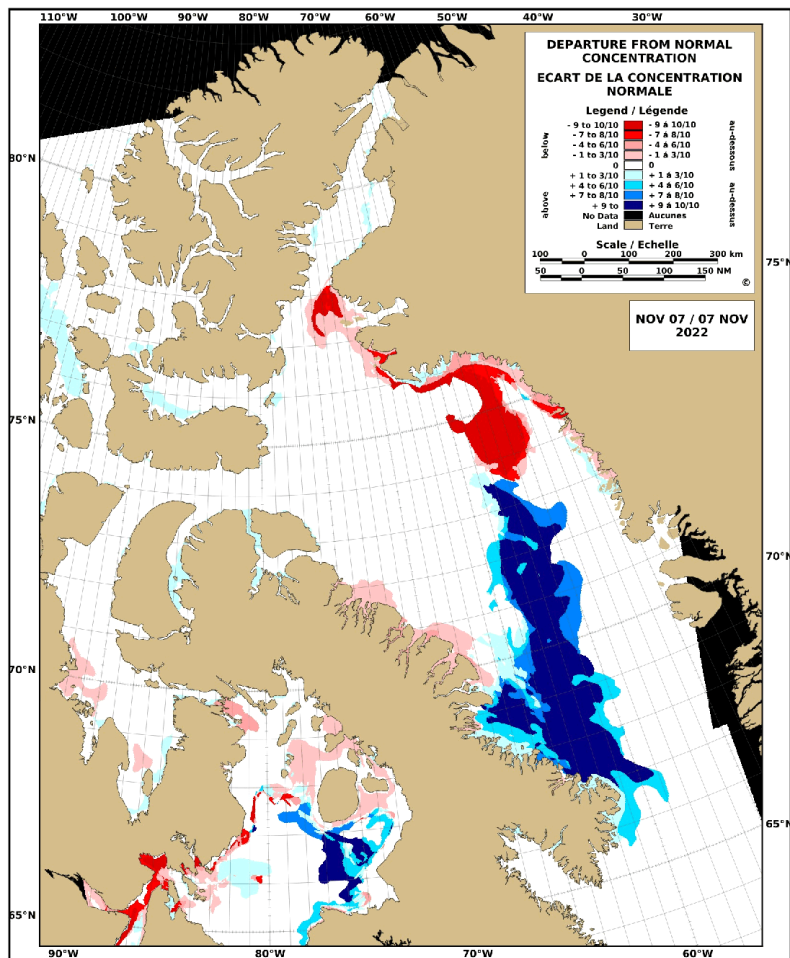 110°W 100°W 90°W 80°W 70°W 60°W 50°W 40°W 30°W
DEPARTURE FROM NORMAL
CONCENTRATION
ECART DE LA CONCENTRATION
NORMALE
Legend / Légende
below
au-dessous
- 9 to 10/10 - 9 à 10/10
- 7 to 8/10 - 7 à 8/10
- 4 to 6/10 - 4 à 6/10
- 1 to 3/10 - 1 à 3/10
0 0
above
au-dessus
+ 1 to 3/10 + 1 à 3/10
+ 4 to 6/10 + 4 à 6/10
+ 7 to 8/10 + 7 à 8/10
+ 9 to + 9 à 10/10
No Data Aucunes
Land Terre
Scale / Echelle
100 0 100 200 300 km
50 0 50 100 150 NM
©
NOV 07 / 07 NOV
2022
80°N
75°N
75°N
70°N
70°N
65°N
65°N
90°W 80°W 70°W 60°W